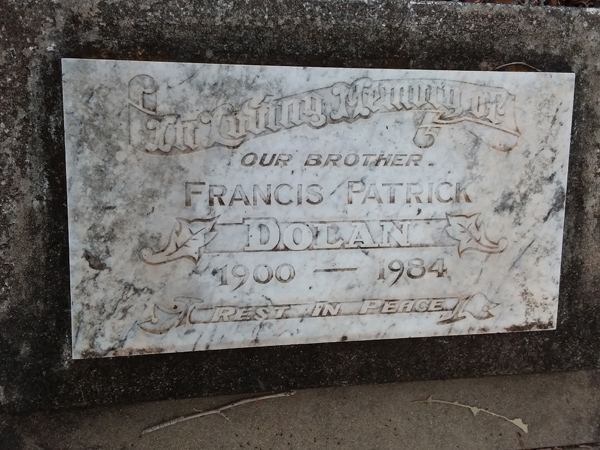 In Loving Memory of
OUR BROTHER
FRANCIS PATRICK
DOLAN
1900 — 1984
REST IN PEACE